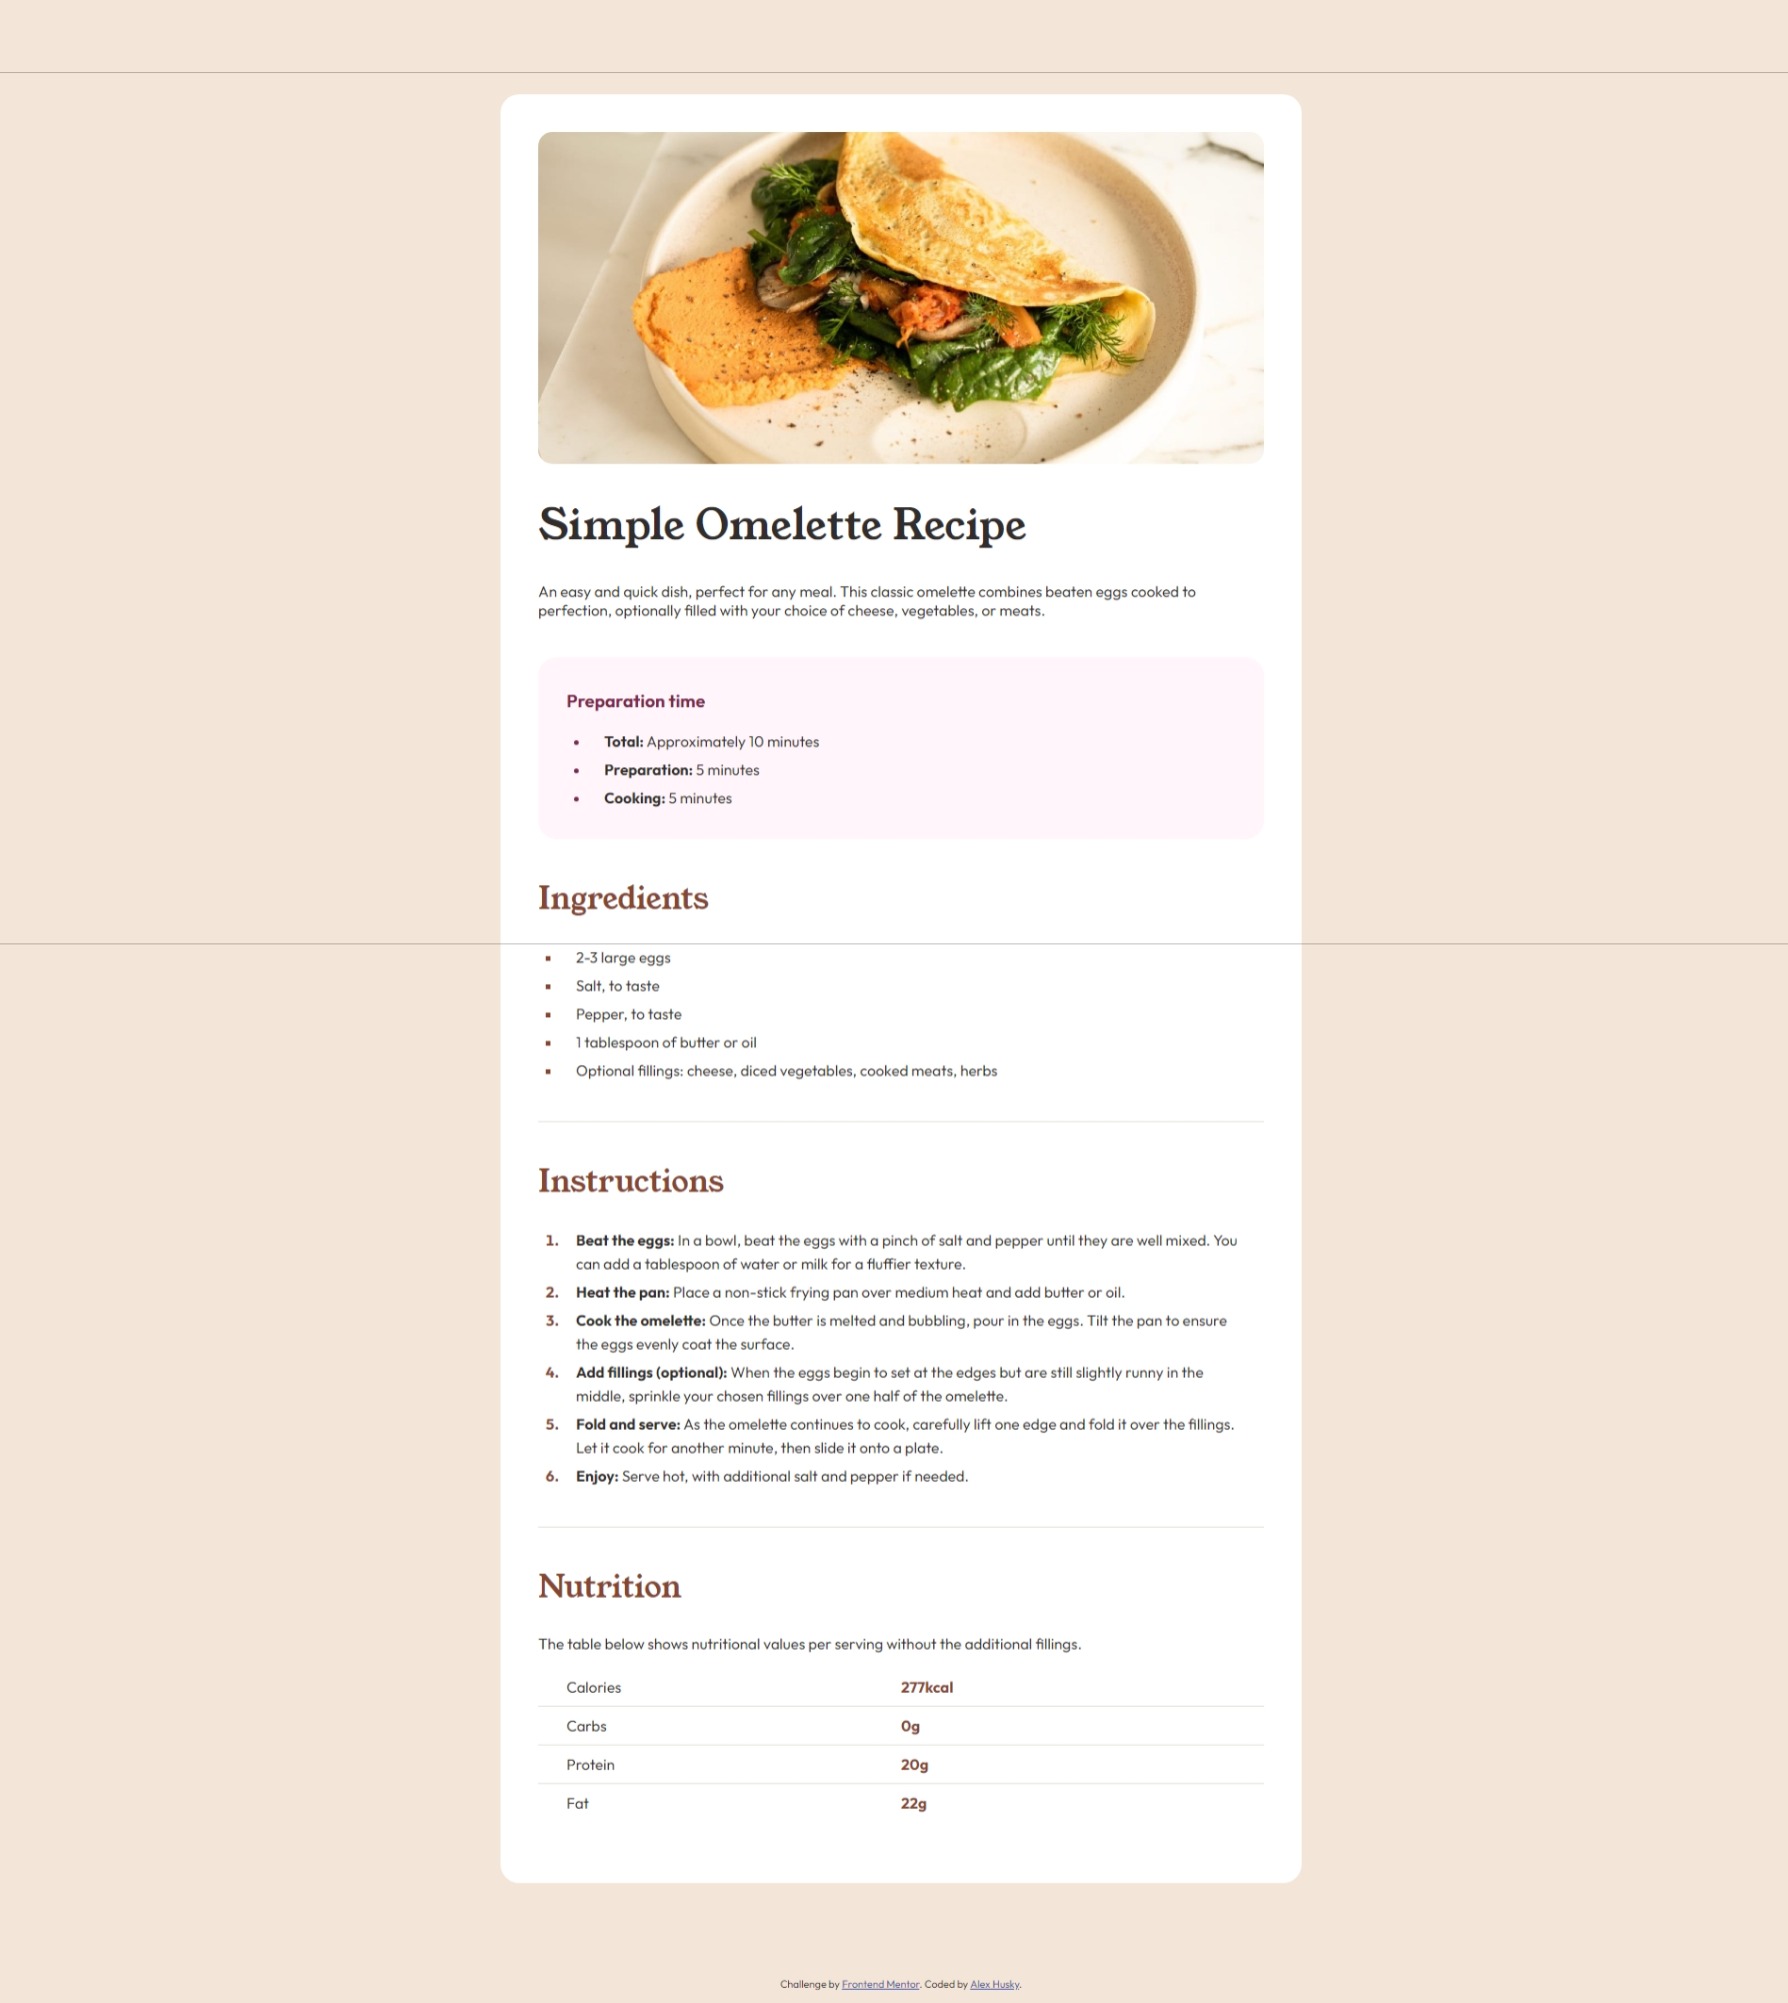 Simple Omelette Recipe
An easy and quick dish, perfect for any meal. This classic omelette combines beaten eggs cooked to
perfection, optionally filled with your choice of cheese, vegetables, or meats.
Preparation time
• Total: Approximately 10 minutes
• Preparation: 5 minutes
• Cooking: 5 minutes
Ingredients
▪ 2-3 large eggs
▪ Salt, to taste
▪ Pepper, to taste
▪ 1 tablespoon of butter or oil
▪ Optional fillings: cheese, diced vegetables, cooked meats, herbs
Instructions
1. Beat the eggs: In a bowl, beat the eggs with a pinch of salt and pepper until they are well mixed. You
can add a tablespoon of water or milk for a fluffier texture.
2. Heat the pan: Place a non-stick frying pan over medium heat and add butter or oil.
3. Cook the omelette: Once the butter is melted and bubbling, pour in the eggs. Tilt the pan to ensure
the eggs evenly coat the surface.
4. Add fillings (optional): When the eggs begin to set at the edges but are still slightly runny in the
middle, sprinkle your chosen fillings over one half of the omelette.
5. Fold and serve: As the omelette continues to cook, carefully lift one edge and fold it over the fillings.
Let it cook for another minute, then slide it onto a plate.
6. Enjoy: Serve hot, with additional salt and pepper if needed.
Nutrition
The table below shows nutritional values per serving without the additional fillings.
Calories 277kcal
Carbs 0g
Protein 20g
Fat 22g
Challenge by Frontend Mentor. Coded by Alex Husky.